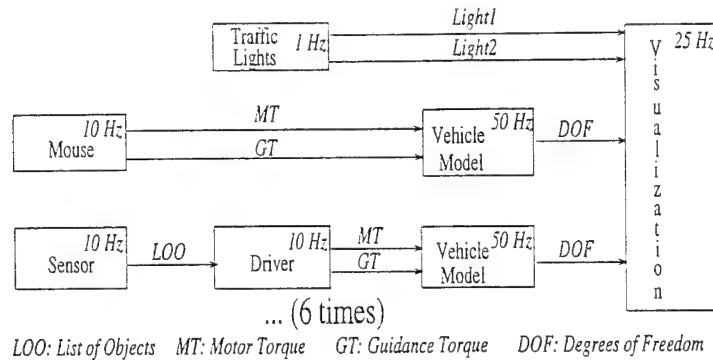 Light1
Traffic
Lights
1 Hz
Light2
25 Hz
Visualization
10 Hz
Mouse
MT
GT
50 Hz
Vehicle
Model
DOF
10 Hz
Sensor
LOO
10 Hz
Driver
MT
GT
50 Hz
Vehicle
Model
DOF
... (6 times)
LOO: List of Objects MT: Motor Torque GT: Guidance Torque DOF: Degrees of Freedom